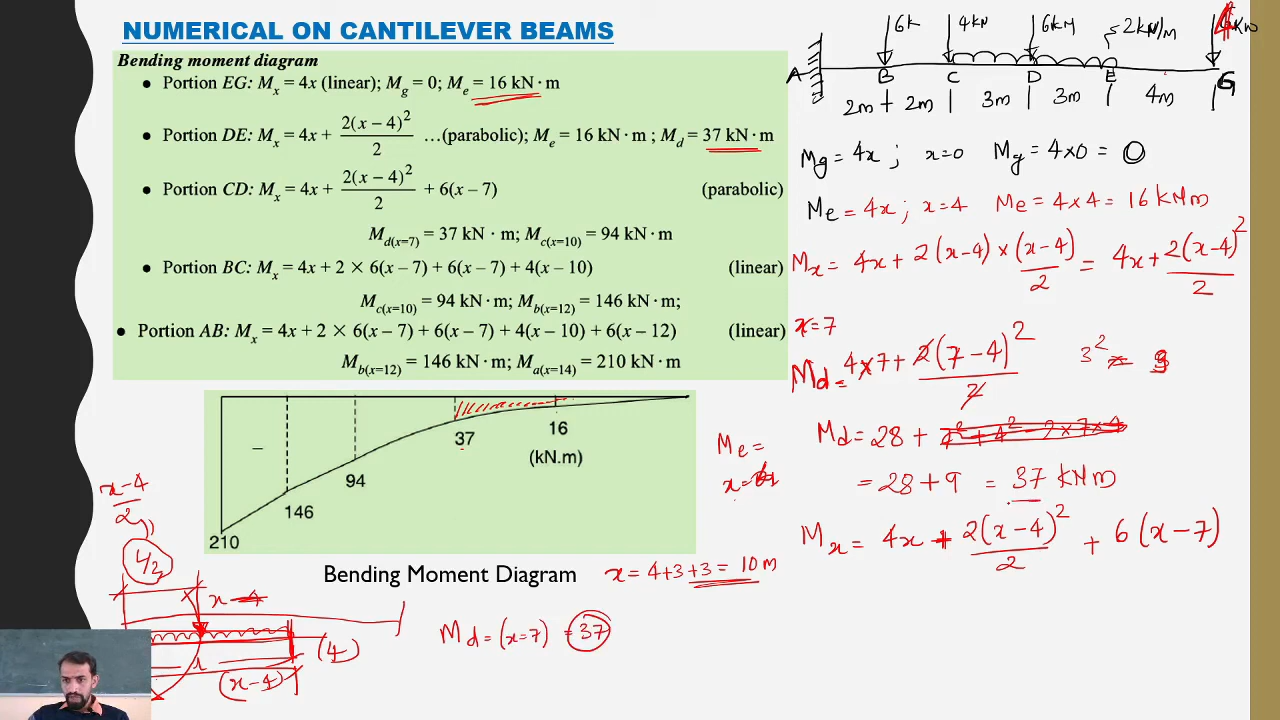 NUMERICAL ON CANTILEVER BEAMS
Bending moment diagram
• Portion EG: Mx = 4x (linear); Mg = 0; Me = 16 kN · m
• Portion DE: Mx = 4x + 2(x – 4)²/2 ...(parabolic); Me = 16 kN · m ; Md = 37 kN · m
• Portion CD: Mx = 4x + 2(x – 4)²/2 + 6(x – 7) (parabolic)
Md(x=7) = 37 kN · m; Mc(x=10) = 94 kN · m
• Portion BC: Mx = 4x + 2 × 6(x – 7) + 6(x – 7) + 4(x – 10) (linear)
Mc(x=10) = 94 kN · m; Mb(x=12) = 146 kN · m;
• Portion AB: Mx = 4x + 2 × 6(x – 7) + 6(x – 7) + 4(x – 10) + 6(x – 12) (linear)
Mb(x=12) = 146 kN · m; Ma(x=14) = 210 kN · m
–
37
16
(kN.m)
94
146
210
Bending Moment Diagram
6k 4kN 6kN 2kN/m 4kW
A B C D E G
2m + 2m | 3m | 3m | 4m |
Mg = 4x ; x=0 Mg = 4×0 = 0
Me = 4x ; x=4 Me = 4×4 = 16 kNm
Mx = 4x + 2(x–4) × (x–4)/2 = 4x + 2(x–4)²/2
x=7
Md = 4×7 + 2(7–4)²/2 3² = 9
Md = 28 + 4² + 4² – 2×7×4
= 28 + 9 = 37 kNm
Mx = 4x + 2(x–4)²/2 + 6(x–7)
Me =
x=
x = 4+3+3 = 10m
Md = (x=7) = 37
x–4/2
4/2
x–4
(4)
x
(x–4)